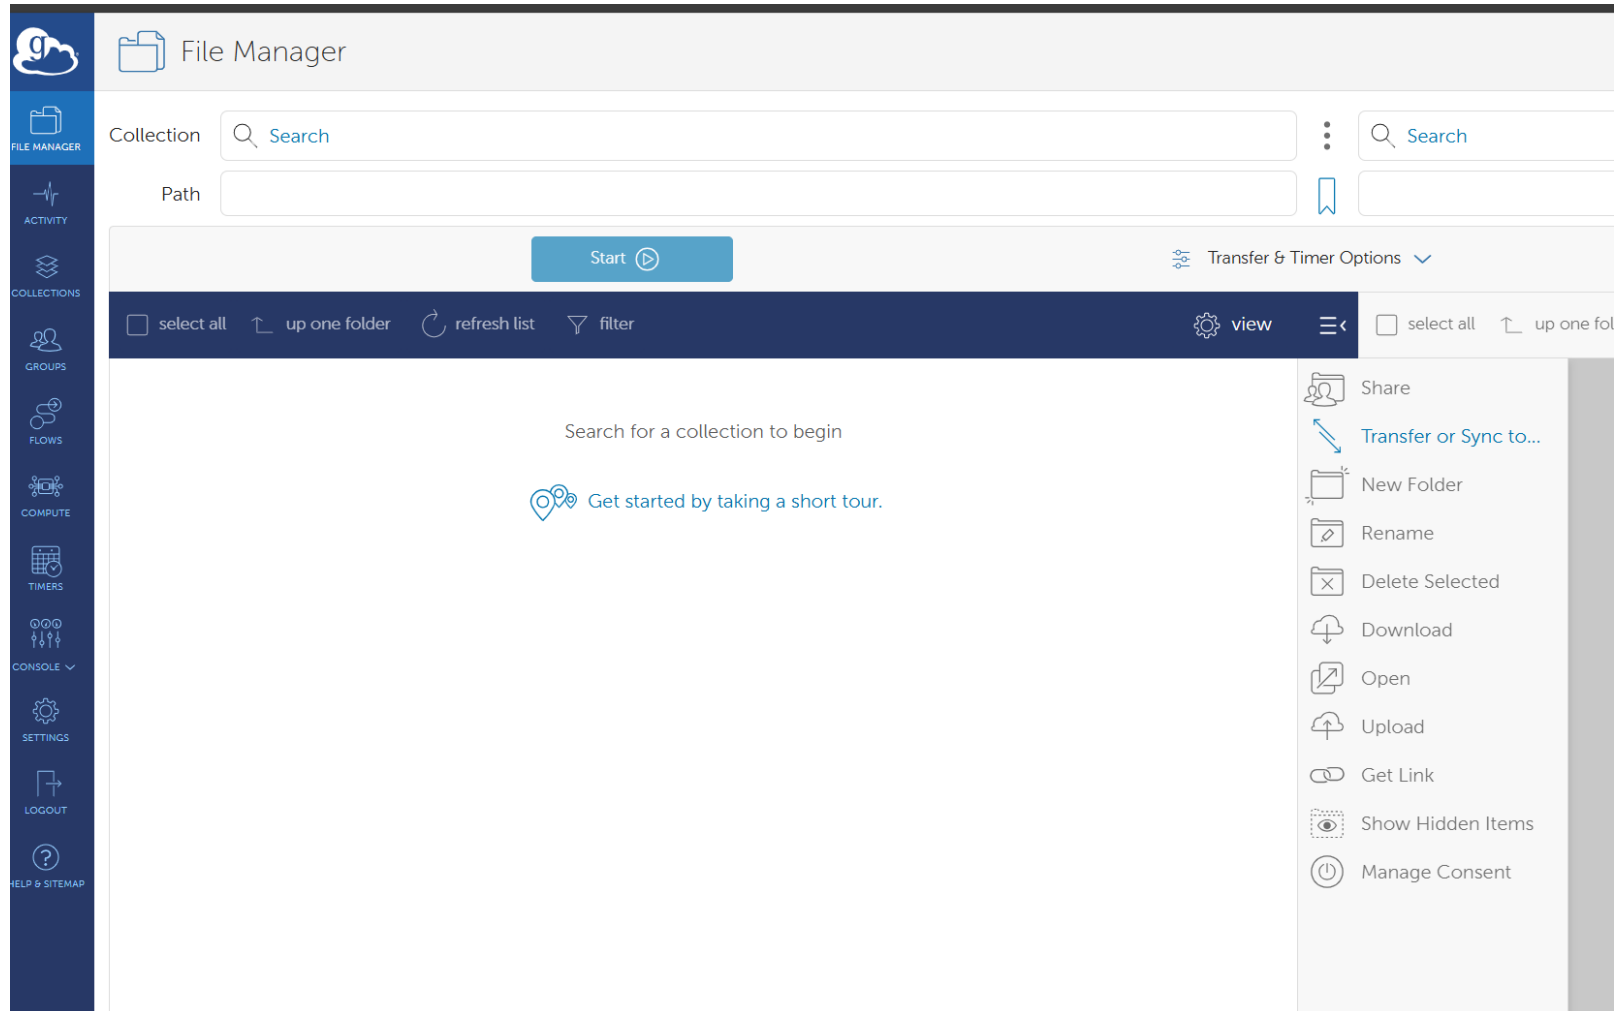 g
File Manager
FILE MANAGER
ACTIVITY
COLLECTIONS
GROUPS
FLOWS
COMPUTE
TIMERS
CONSOLE
SETTINGS
LOGOUT
HELP & SITEMAP
Collection Search Search
Path
Start Transfer & Timer Options
select all up one folder refresh list filter view select all up one fol
Search for a collection to begin
Get started by taking a short tour.
Share
Transfer or Sync to...
New Folder
Rename
Delete Selected
Download
Open
Upload
Get Link
Show Hidden Items
Manage Consent